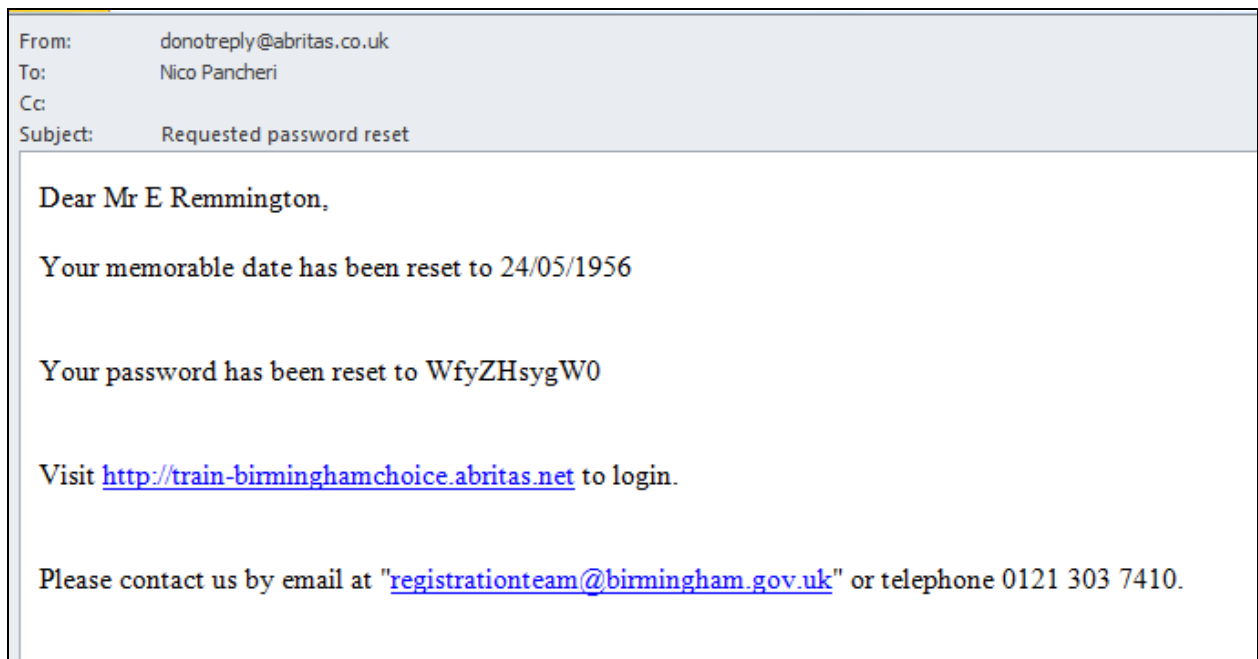 From: donotreply@abritas.co.uk
To: Nico Pancheri
Cc:
Subject: Requested password reset
Dear Mr E Remmington,
Your memorable date has been reset to 24/05/1956
Your password has been reset to WfyZHsygW0
Visit http://train-birminghamchoice.abritas.net to login.
Please contact us by email at "registrationteam@birmingham.gov.uk" or telephone 0121 303 7410.